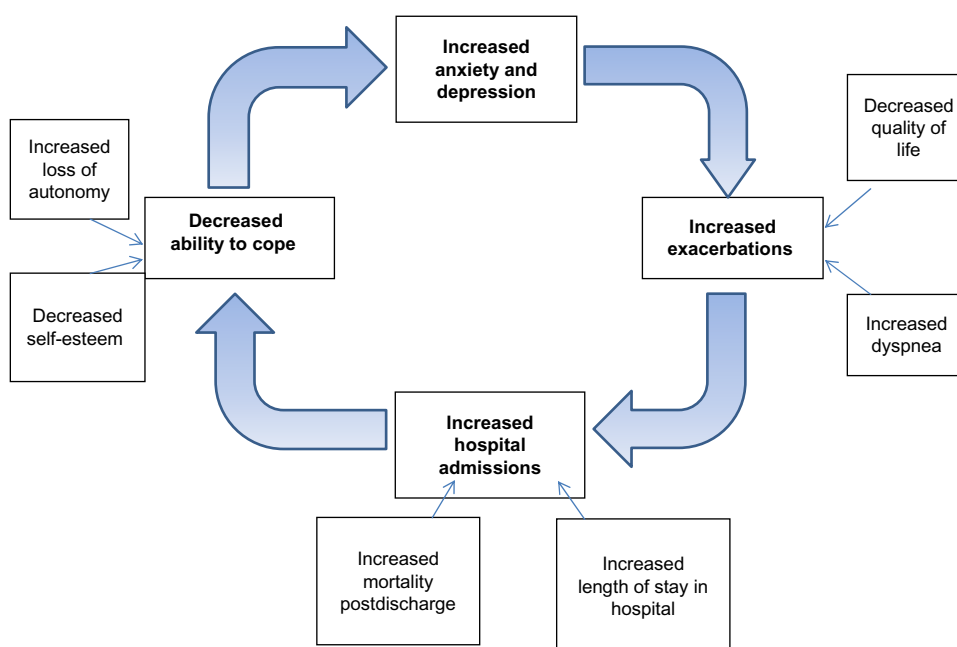 Increased
anxiety and
depression
Decreased
quality of
life
Increased
loss of
autonomy
Decreased
ability to cope
Increased
exacerbations
Decreased
self-esteem
Increased
dyspnea
Increased
hospital
admissions
Increased
mortality
postdischarge
Increased
length of stay in
hospital